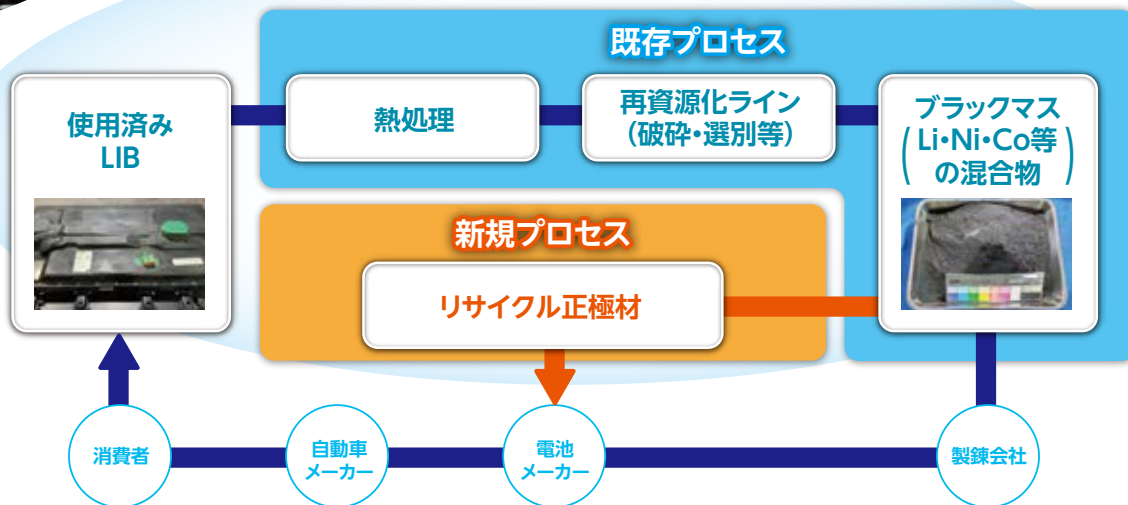 既存プロセス
使用済み
LIB
熱処理
再資源化ライン
（破砕・選別等）
ブラックマス
（Li・Ni・Co等
の混合物）
新規プロセス
リサイクル正極材
消費者
自動車
メーカー
電池
メーカー
製錬会社